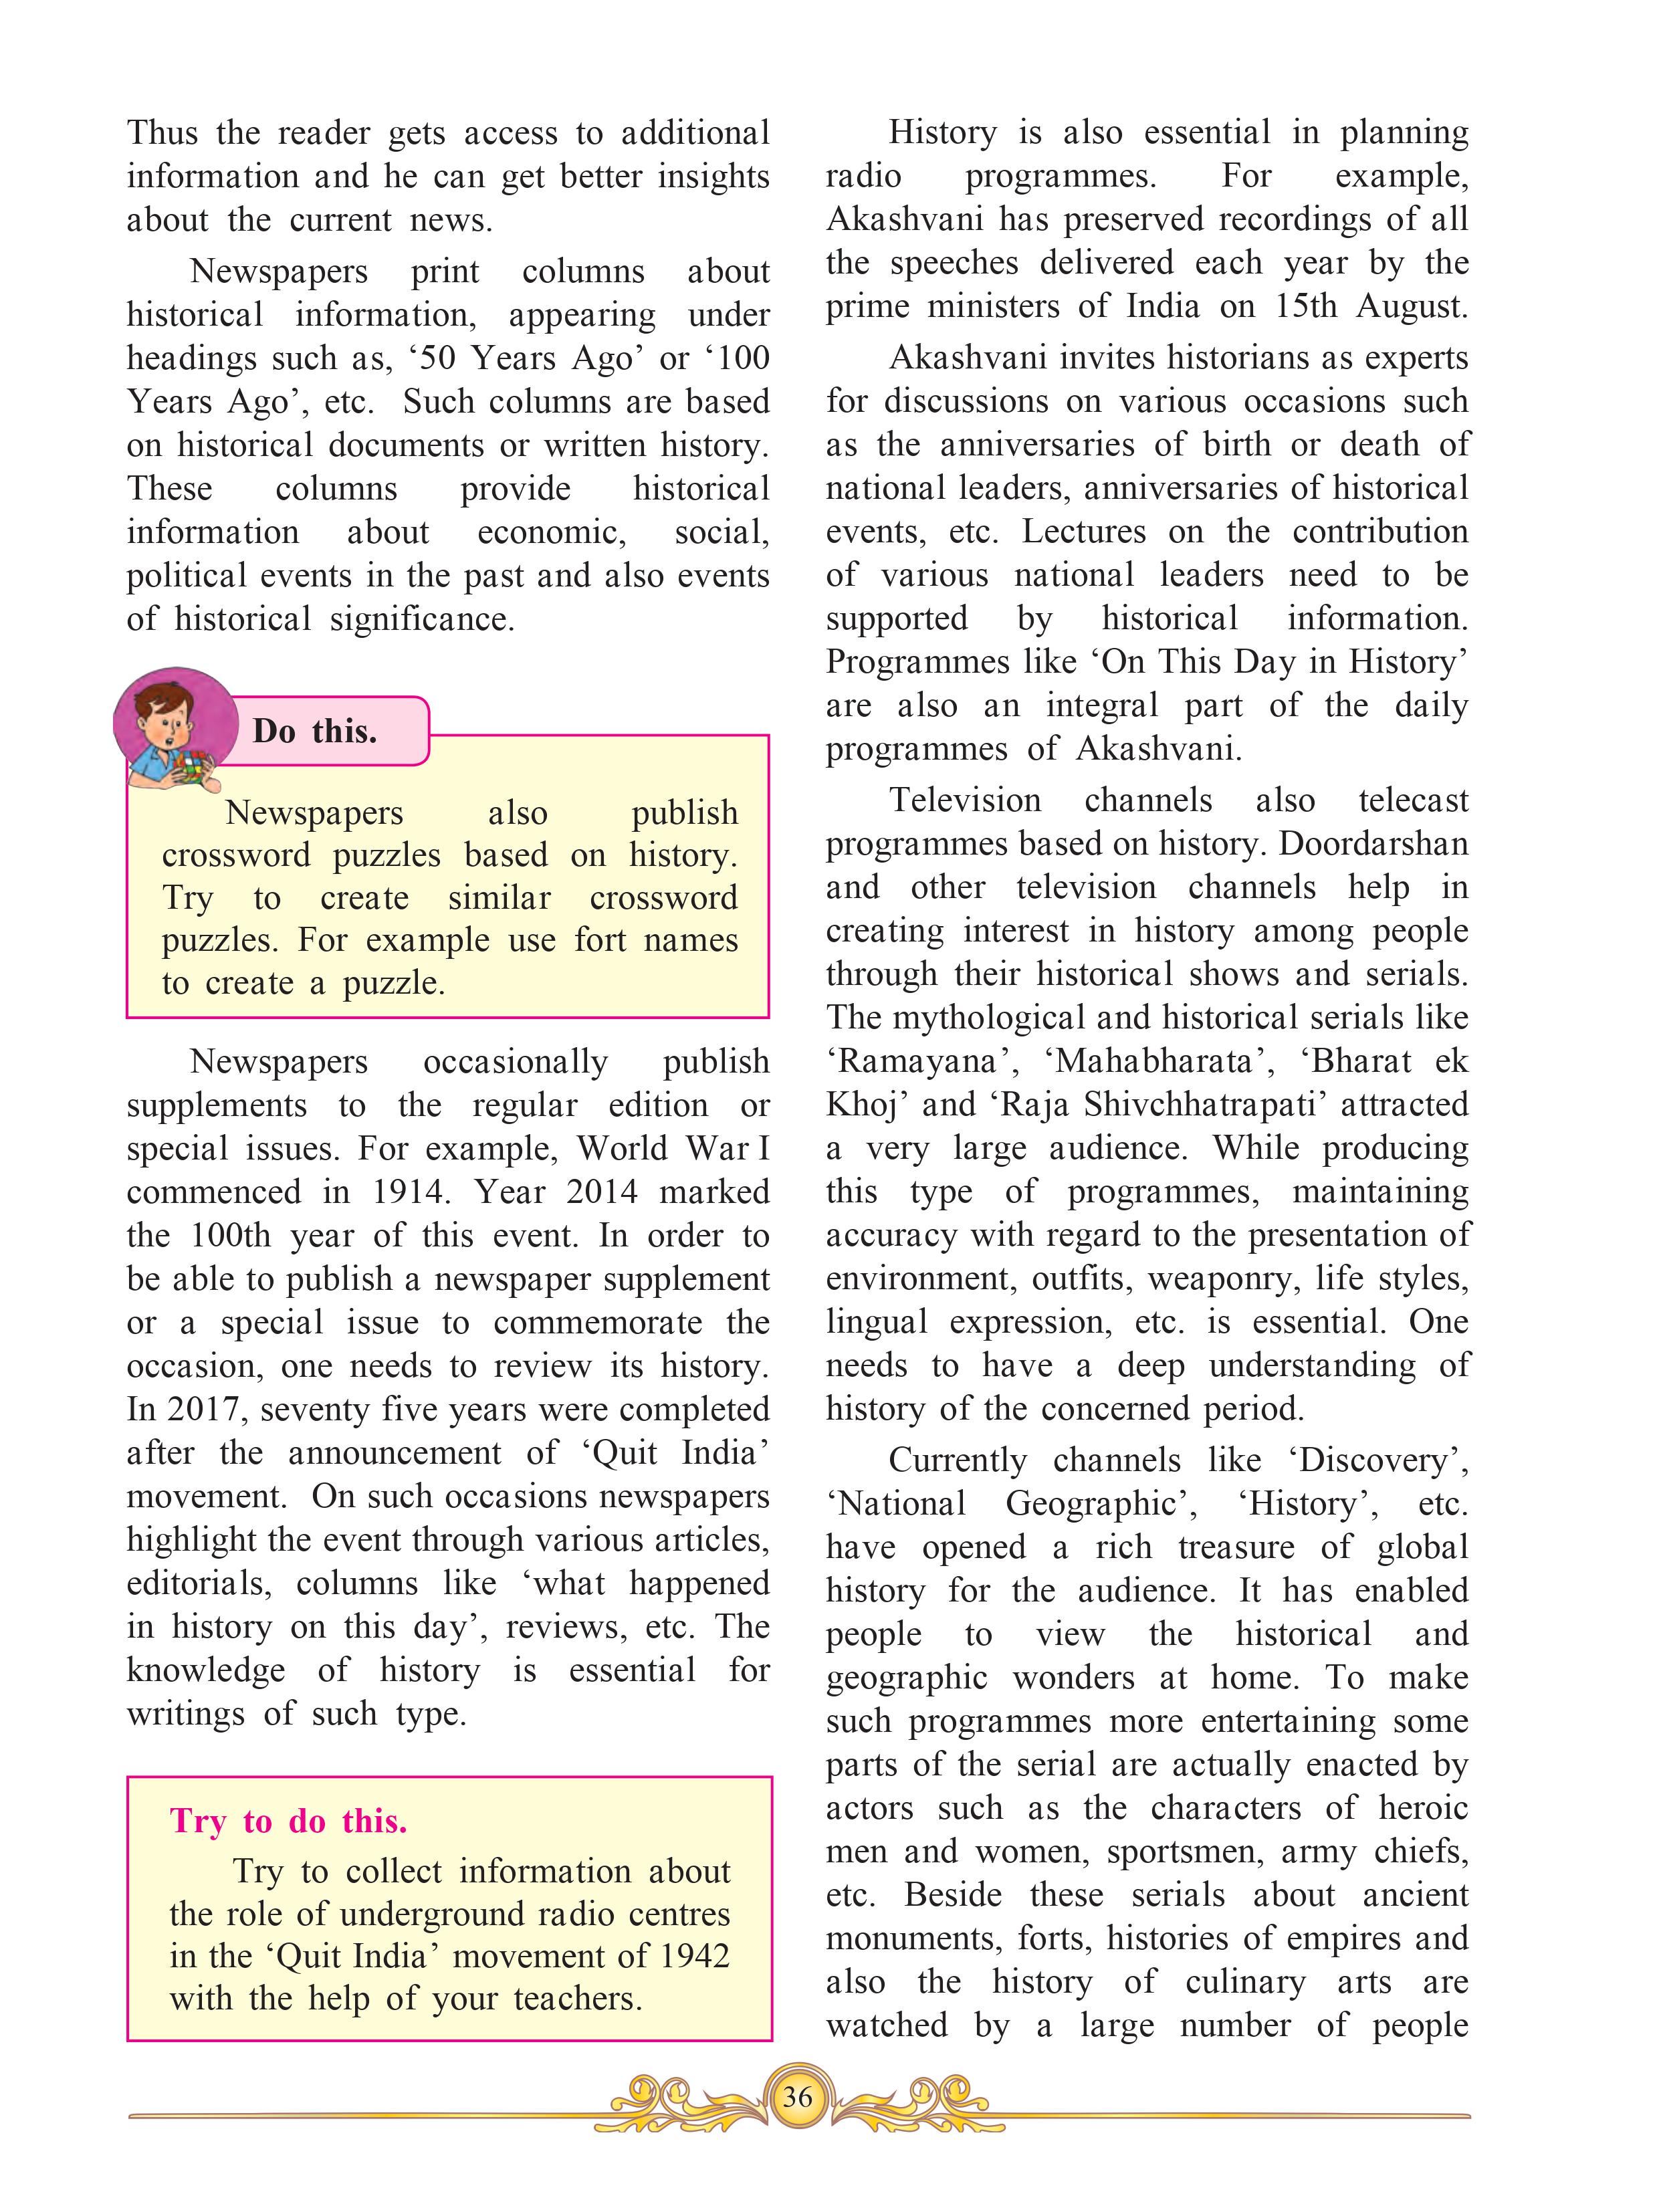 Thus the reader gets access to additional
information and he can get better insights
about the current news.
Newspapers print columns about
historical information, appearing under
headings such as, ‘50 Years Ago’ or ‘100
Years Ago’, etc. Such columns are based
on historical documents or written history.
These columns provide historical
information about economic, social,
political events in the past and also events
of historical significance.
Do this.
Newspapers also publish
crossword puzzles based on history.
Try to create similar crossword
puzzles. For example use fort names
to create a puzzle.
Newspapers occasionally publish
supplements to the regular edition or
special issues. For example, World War I
commenced in 1914. Year 2014 marked
the 100th year of this event. In order to
be able to publish a newspaper supplement
or a special issue to commemorate the
occasion, one needs to review its history.
In 2017, seventy five years were completed
after the announcement of ‘Quit India’
movement. On such occasions newspapers
highlight the event through various articles,
editorials, columns like ‘what happened
in history on this day’, reviews, etc. The
knowledge of history is essential for
writings of such type.
Try to do this.
Try to collect information about
the role of underground radio centres
in the ‘Quit India’ movement of 1942
with the help of your teachers.
History is also essential in planning
radio programmes. For example,
Akashvani has preserved recordings of all
the speeches delivered each year by the
prime ministers of India on 15th August.
Akashvani invites historians as experts
for discussions on various occasions such
as the anniversaries of birth or death of
national leaders, anniversaries of historical
events, etc. Lectures on the contribution
of various national leaders need to be
supported by historical information.
Programmes like ‘On This Day in History’
are also an integral part of the daily
programmes of Akashvani.
Television channels also telecast
programmes based on history. Doordarshan
and other television channels help in
creating interest in history among people
through their historical shows and serials.
The mythological and historical serials like
‘Ramayana’, ‘Mahabharata’, ‘Bharat ek
Khoj’ and ‘Raja Shivchhatrapati’ attracted
a very large audience. While producing
this type of programmes, maintaining
accuracy with regard to the presentation of
environment, outfits, weaponry, life styles,
lingual expression, etc. is essential. One
needs to have a deep understanding of
history of the concerned period.
Currently channels like ‘Discovery’,
‘National Geographic’, ‘History’, etc.
have opened a rich treasure of global
history for the audience. It has enabled
people to view the historical and
geographic wonders at home. To make
such programmes more entertaining some
parts of the serial are actually enacted by
actors such as the characters of heroic
men and women, sportsmen, army chiefs,
etc. Beside these serials about ancient
monuments, forts, histories of empires and
also the history of culinary arts are
watched by a large number of people
36